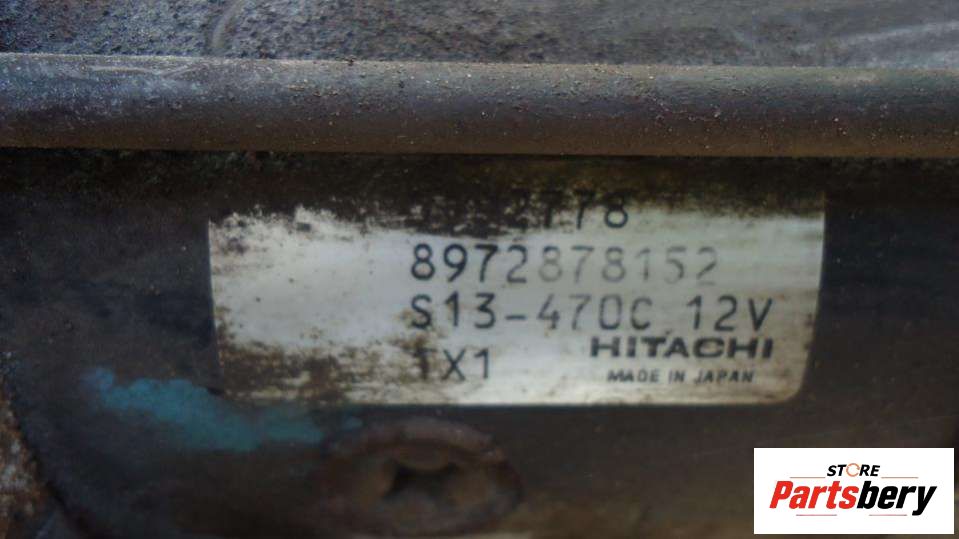 2778
8972878152
S13-470C 12V
TX1
HITACHI
MADE IN JAPAN
STORE
Partsbery